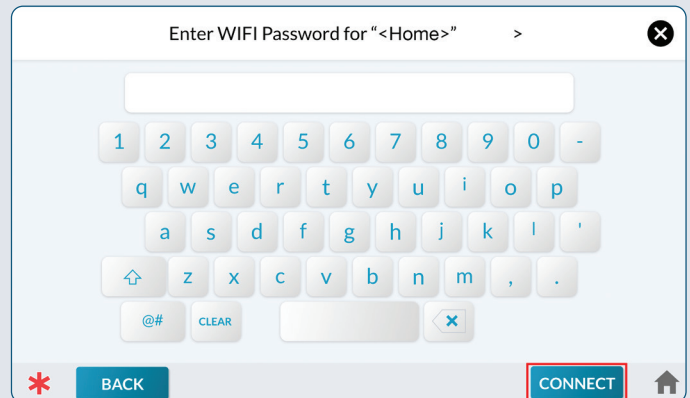 Enter WIFI Password for “<Home>” >
1 2 3 4 5 6 7 8 9 0 -
q w e r t y u i o p
a s d f g h j k l '
z x c v b n m , .
@# CLEAR
BACK CONNECT